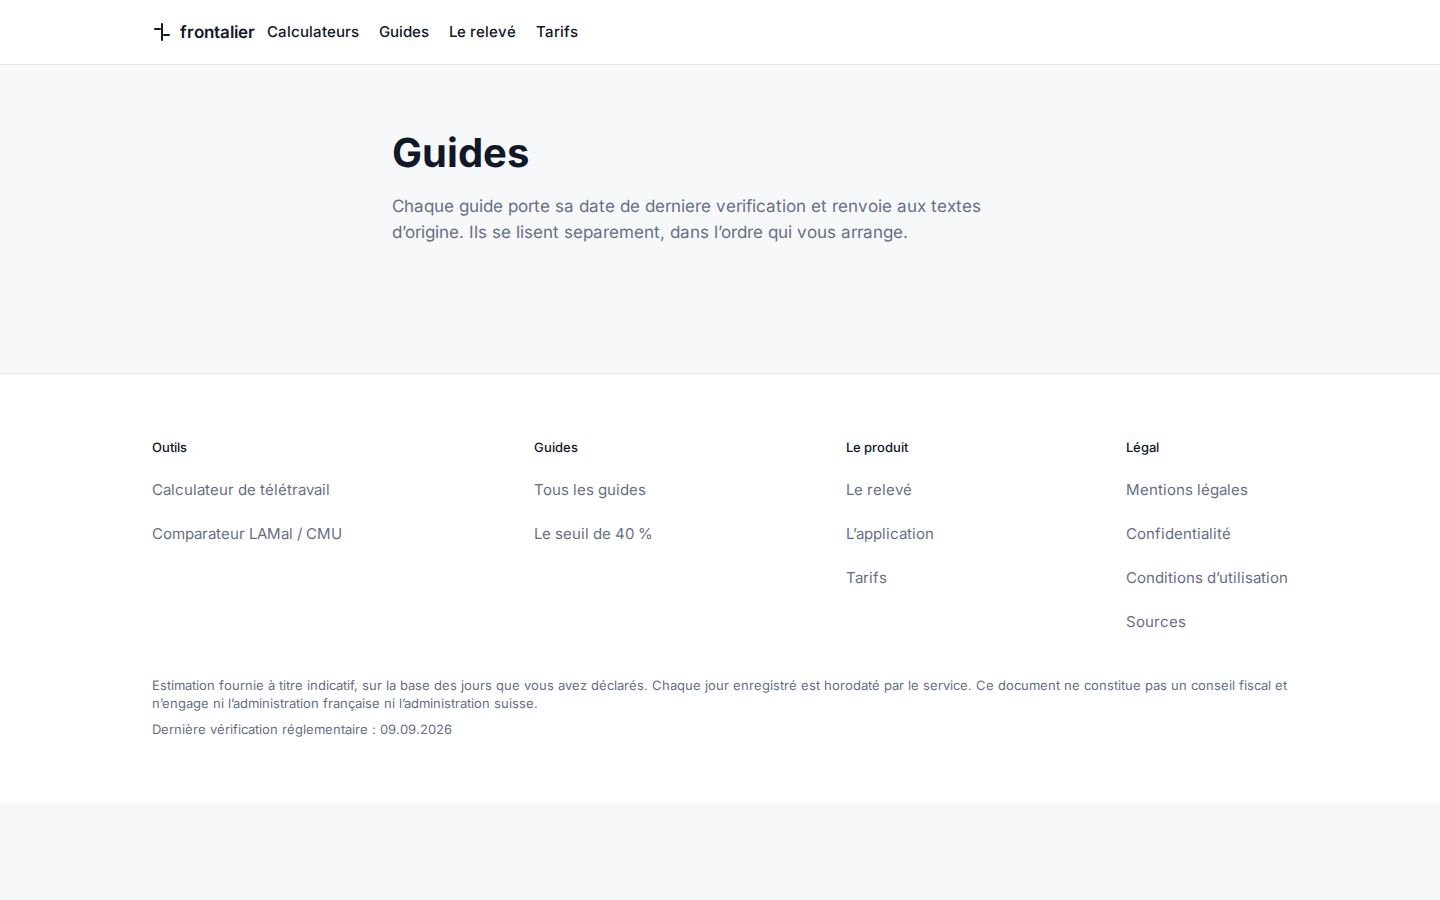 frontalier Calculateurs Guides Le relevé Tarifs
Guides
Chaque guide porte sa date de derniere verification et renvoie aux textes
d’origine. Ils se lisent separement, dans l’ordre qui vous arrange.
Outils
Calculateur de télétravail
Comparateur LAMal / CMU
Guides
Tous les guides
Le seuil de 40 %
Le produit
Le relevé
L’application
Tarifs
Légal
Mentions légales
Confidentialité
Conditions d’utilisation
Sources
Estimation fournie à titre indicatif, sur la base des jours que vous avez déclarés. Chaque jour enregistré est horodaté par le service. Ce document ne constitue pas un conseil fiscal et
n’engage ni l’administration française ni l’administration suisse.
Dernière vérification réglementaire : 09.09.2026